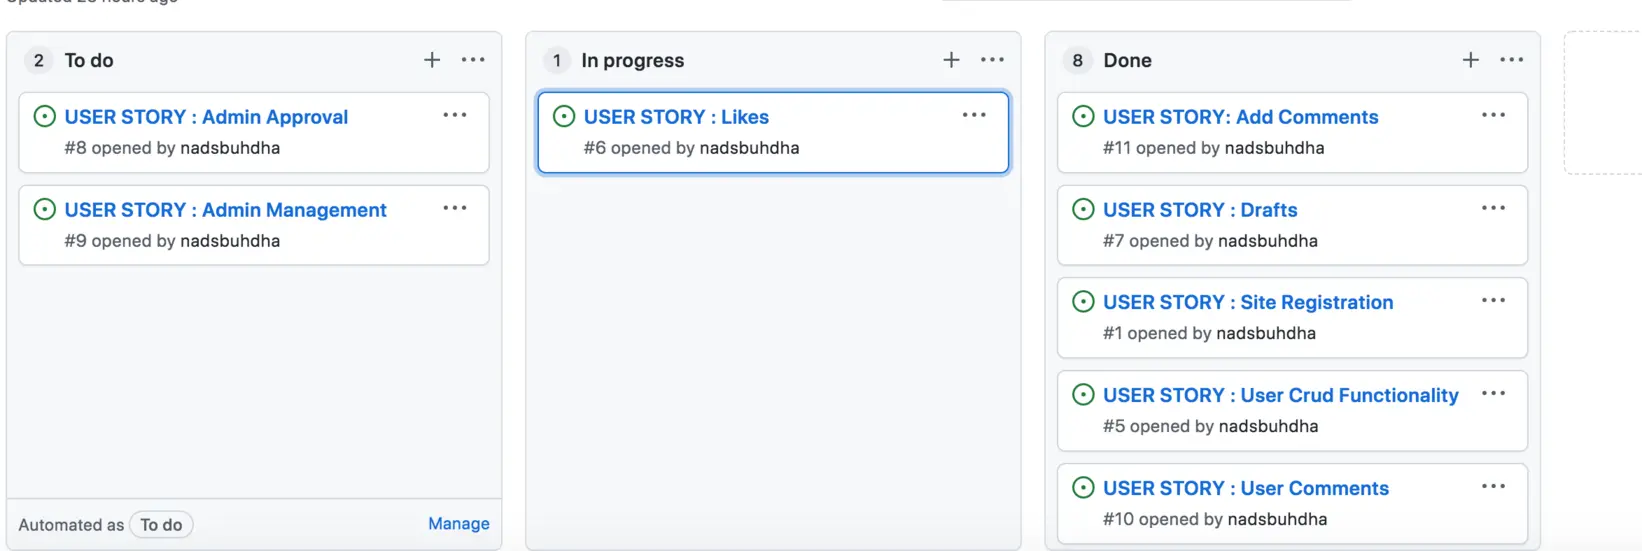 Updated 28 hours ago
2 To do
USER STORY : Admin Approval
#8 opened by nadsbuhdha
USER STORY : Admin Management
#9 opened by nadsbuhdha
Automated as To do Manage
1 In progress
USER STORY : Likes
#6 opened by nadsbuhdha
8 Done
USER STORY: Add Comments
#11 opened by nadsbuhdha
USER STORY : Drafts
#7 opened by nadsbuhdha
USER STORY : Site Registration
#1 opened by nadsbuhdha
USER STORY : User Crud Functionality
#5 opened by nadsbuhdha
USER STORY : User Comments
#10 opened by nadsbuhdha